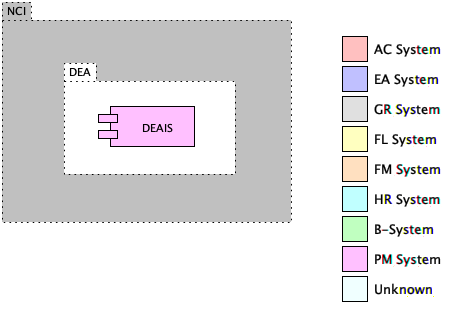 NCI
DEA
DEAIS
AC System
EA System
GR System
FL System
FM System
HR System
B-System
PM System
Unknown